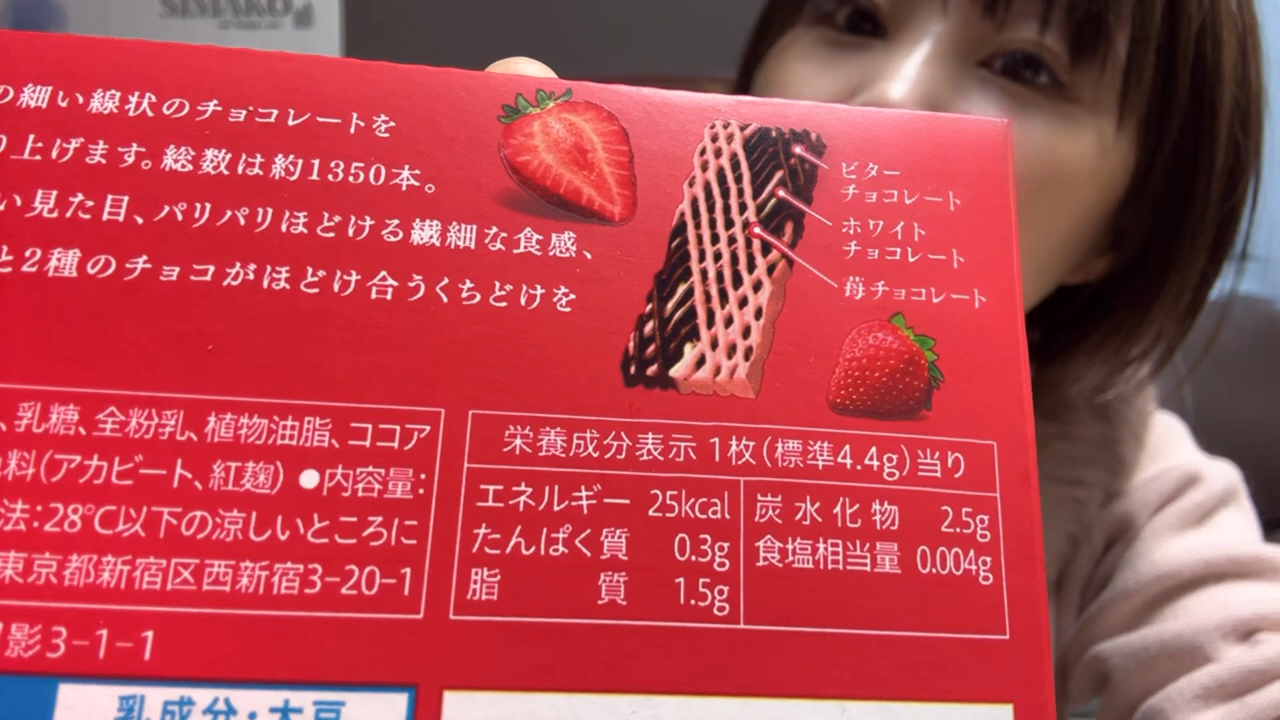 SIMAKO
の細い線状のチョコレートを
り上げます。総数は約1350本。
い見た目、パリパリほどける繊細な食感、
と2種のチョコがほどけ合うくちどけを
ビター
チョコレート
ホワイト
チョコレート
苺チョコレート
、乳糖、全粉乳、植物油脂、ココア
料(アカビート、紅麹) ●内容量:
法:28℃以下の涼しいところに
東京都新宿区西新宿3-20-1
影3-1-1
栄養成分表示 1枚(標準4.4g)当り
エネルギー 25kcal
たんぱく質 0.3g
脂質 1.5g
炭水化物 2.5g
食塩相当量 0.004g
乳成分・大豆